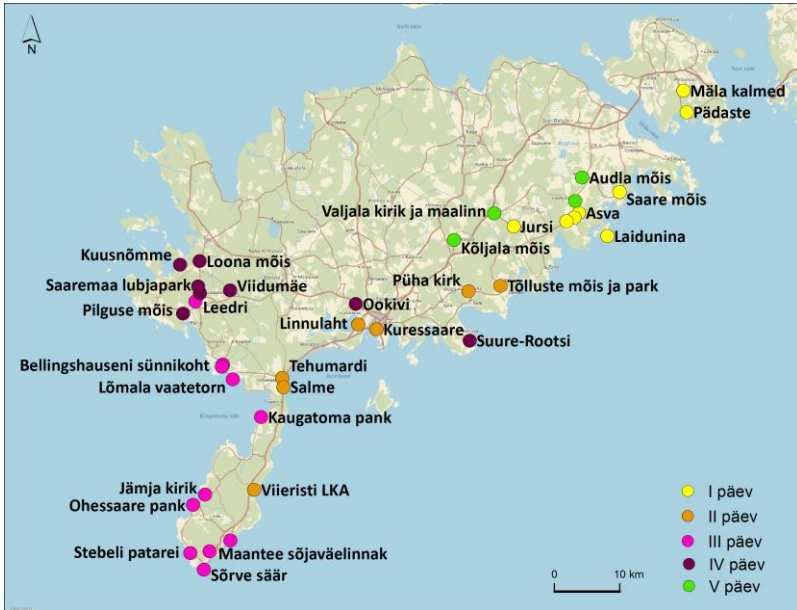 N
Mäla kalmed
Pädaste
Audla mõis
Saare mõis
Valjala kirik ja maalinn
Asva
Jursi
Laidunina
Kõljala mõis
Kuusnõmme
Loona mõis
Püha kirk
Tõlluste mõis ja park
Saaremaa lubjapark
Viidumäe
Leedri
Pilguse mõis
Ookivi
Linnulaht
Kuressaare
Suure-Rootsi
Bellingshauseni sünnikoht
Tehumardi
Lõmala vaatetorn
Salme
Kaugatoma pank
Jämja kirik
Viieristi LKA
Ohessaare pank
Stebeli patarei
Maantee sõjaväelinnak
Sõrve säär
I päev
II päev
III päev
IV päev
V päev
0 10 km